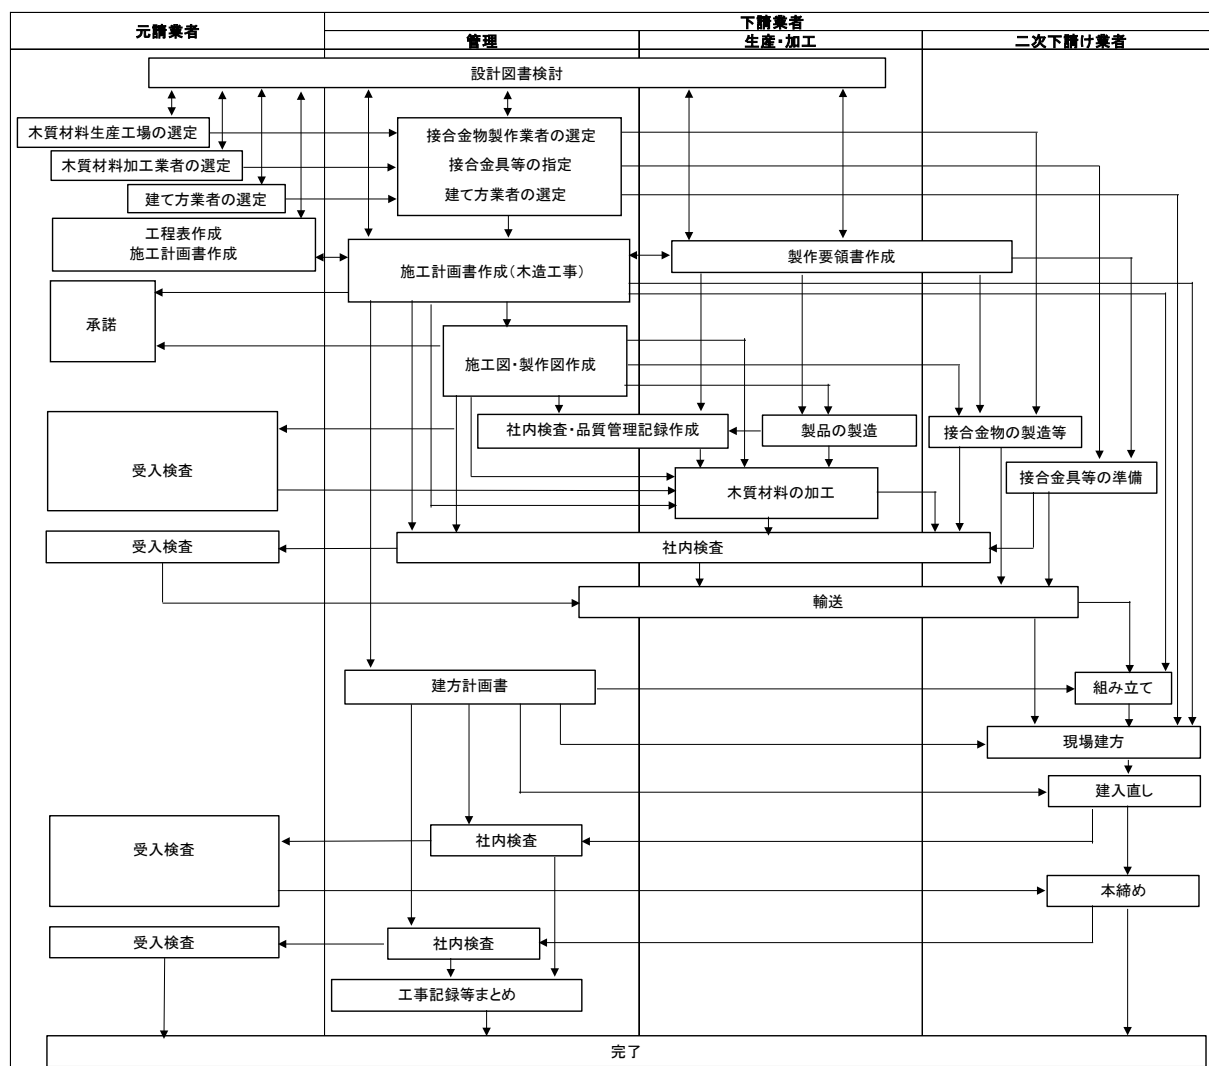 元請業者
下請業者
管理
生産・加工
二次下請け業者
設計図書検討
木質材料生産工場の選定
木質材料加工業者の選定
建て方業者の選定
接合金物製作業者の選定
接合金具等の指定
建て方業者の選定
工程表作成
施工計画書作成
施工計画書作成（木造工事）
製作要領書作成
承諾
施工図・製作図作成
受入検査
社内検査・品質管理記録作成
製品の製造
接合金物の製造等
木質材料の加工
接合金具等の準備
受入検査
社内検査
輸送
建方計画書
組み立て
現場建方
建入直し
受入検査
社内検査
本締め
受入検査
社内検査
工事記録等まとめ
完了